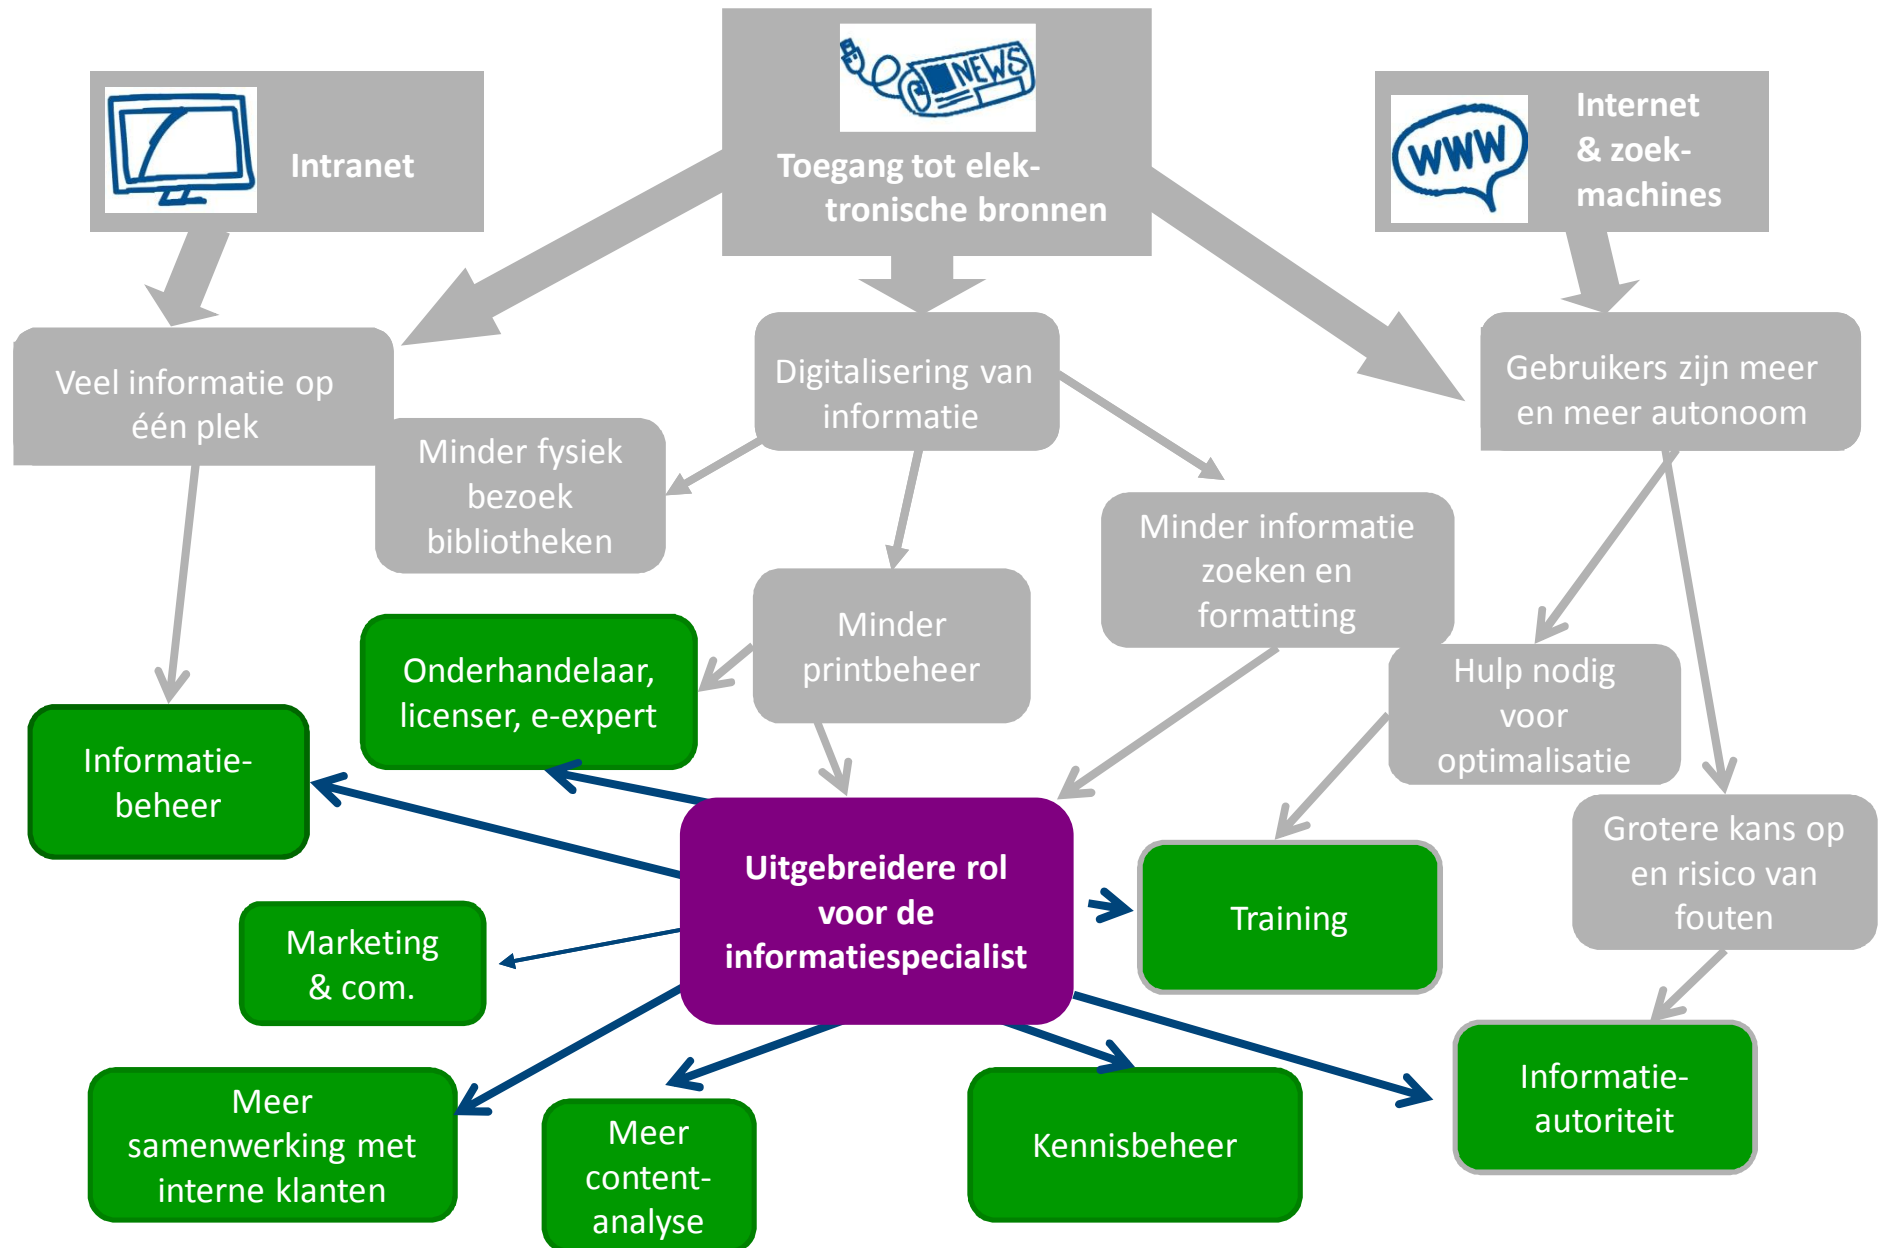 NEWS
Intranet
Toegang tot elek-
tronische bronnen
WWW
Internet
& zoek-
machines
Veel informatie op
één plek
Digitalisering van
informatie
Gebruikers zijn meer
en meer autonoom
Minder fysiek
bezoek
bibliotheken
Minder informatie
zoeken en
formatting
Minder
printbeheer
Onderhandelaar,
licenser, e-expert
Hulp nodig
voor
optimalisatie
Informatie-
beheer
Grotere kans op
en risico van
fouten
Uitgebreidere rol
voor de
informatiespecialist
Training
Marketing
& com.
Meer
samenwerking met
interne klanten
Meer
content-
analyse
Kennisbeheer
Informatie-
autoriteit